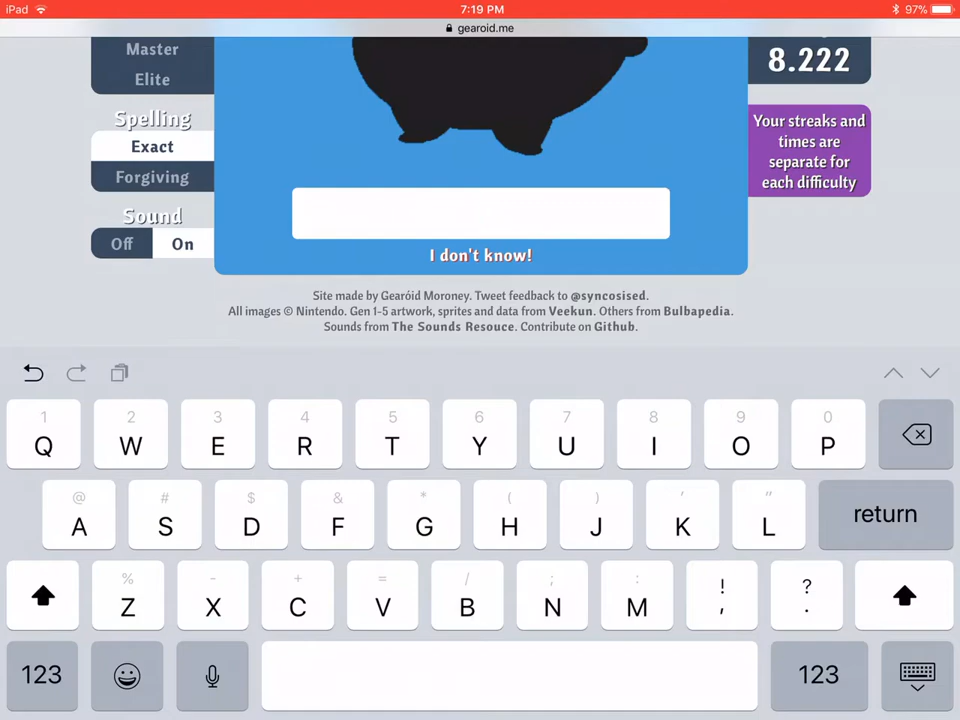 iPad 7:19 PM 97%
gearoid.me
Master
Elite
8.222
Spelling
Exact
Forgiving
Your streaks and
times are
separate for
each difficulty
Sound
Off On
I don't know!
Site made by Gearóid Moroney. Tweet feedback to @syncosised.
All images © Nintendo. Gen 1-5 artwork, sprites and data from Veekun. Others from Bulbapedia.
Sounds from The Sounds Resouce. Contribute on Github.
1 2 3 4 5 6 7 8 9 0
Q W E R T Y U I O P
@ # $ & * ( ) ' "
A S D F G H J K L return
% - + = / ; : ! ?
Z X C V B N M , .
123 123